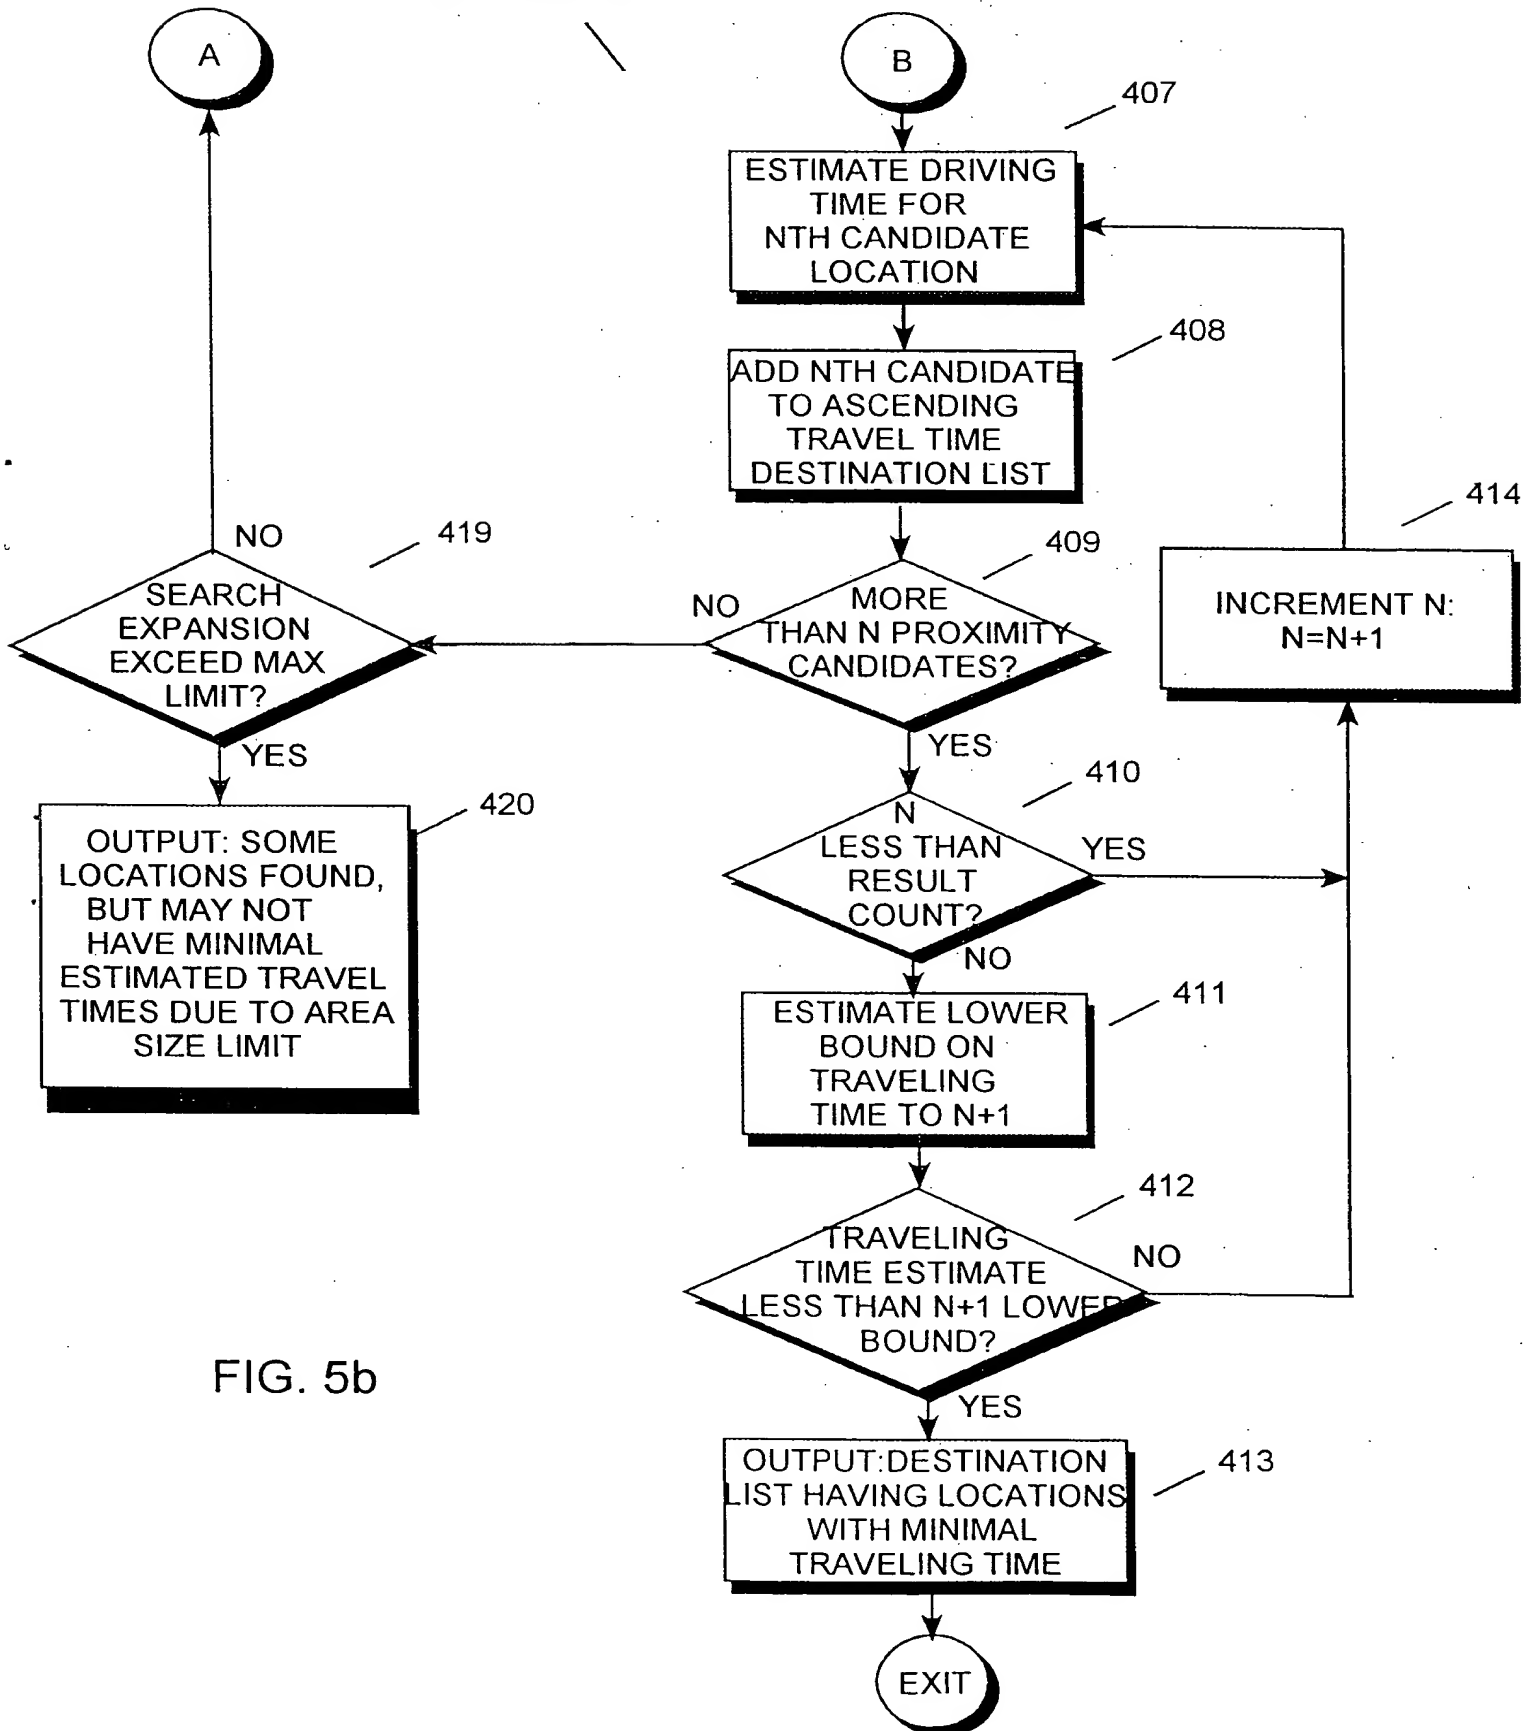 A
B
407
ESTIMATE DRIVING
TIME FOR
NTH CANDIDATE
LOCATION
408
ADD NTH CANDIDATE
TO ASCENDING
TRAVEL TIME
DESTINATION LIST
414
INCREMENT N:
N=N+1
409
MORE
THAN N PROXIMITY
CANDIDATES?
NO
YES
419
NO
SEARCH
EXPANSION
EXCEED MAX
LIMIT?
YES
420
OUTPUT: SOME
LOCATIONS FOUND,
BUT MAY NOT
HAVE MINIMAL
ESTIMATED TRAVEL
TIMES DUE TO AREA
SIZE LIMIT
410
N
LESS THAN
RESULT
COUNT?
YES
NO
411
ESTIMATE LOWER
BOUND ON
TRAVELING
TIME TO N+1
412
TRAVELING
TIME ESTIMATE
LESS THAN N+1 LOWER
BOUND?
NO
YES
413
OUTPUT:DESTINATION
LIST HAVING LOCATIONS
WITH MINIMAL
TRAVELING TIME
EXIT
FIG. 5b